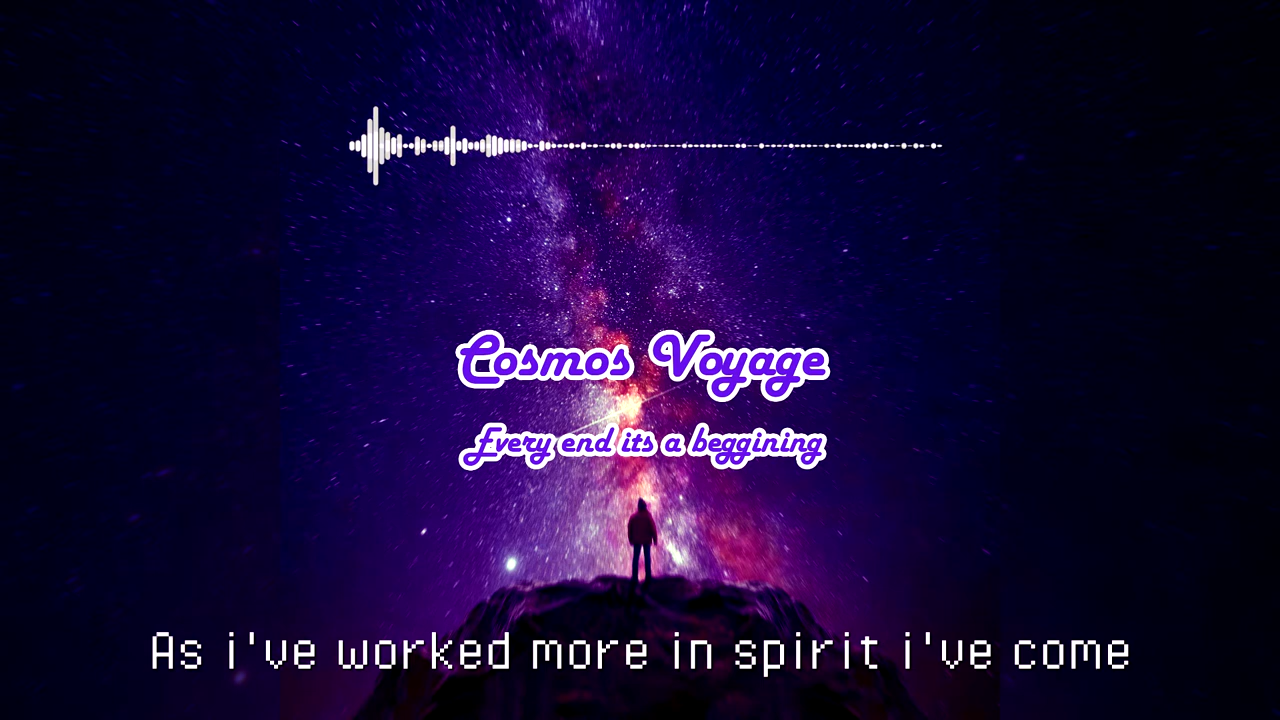 Cosmos Voyage
Every end its a beggining
As i've worked more in spirit i've come